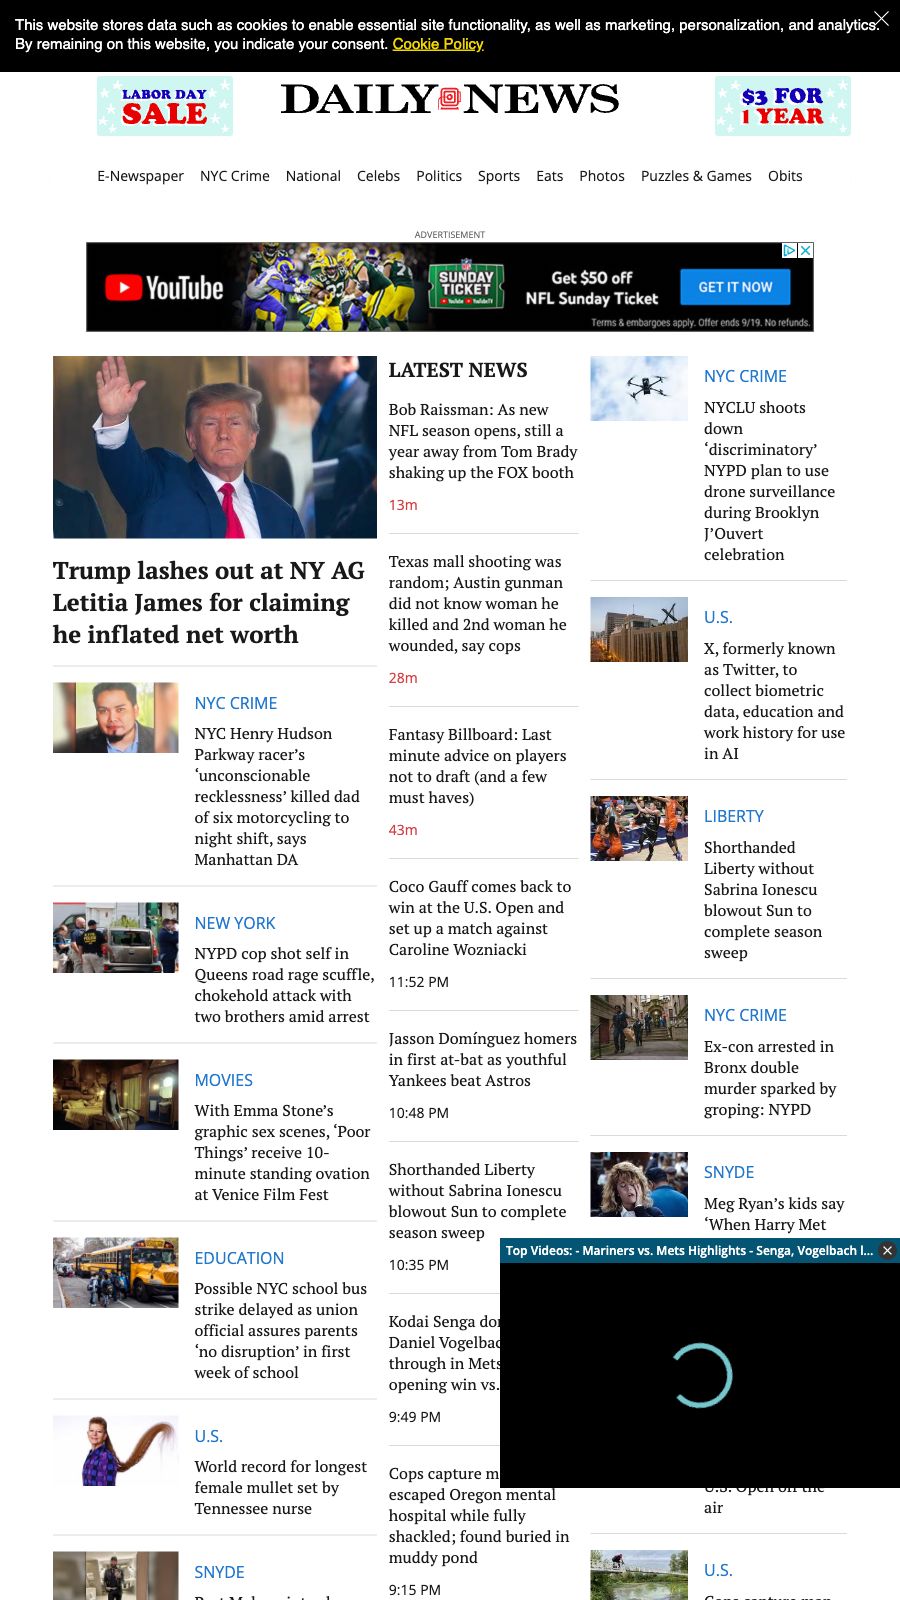 This website stores data such as cookies to enable essential site functionality, as well as marketing, personalization, and analytics.
By remaining on this website, you indicate your consent. Cookie Policy
LABOR DAY
SALE
DAILY NEWS
$3 FOR
1 YEAR
E-Newspaper NYC Crime National Celebs Politics Sports Eats Photos Puzzles & Games Obits
ADVERTISEMENT
YouTube
NFL
SUNDAY
TICKET
YouTube YouTubeTV
Get $50 off
NFL Sunday Ticket
GET IT NOW
Terms & embargoes apply. Offer ends 9/19. No refunds.
Trump lashes out at NY AG
Letitia James for claiming
he inflated net worth
NYC CRIME
NYC Henry Hudson
Parkway racer’s
‘unconscionable
recklessness’ killed dad
of six motorcycling to
night shift, says
Manhattan DA
NEW YORK
NYPD cop shot self in
Queens road rage scuffle,
chokehold attack with
two brothers amid arrest
MOVIES
With Emma Stone’s
graphic sex scenes, ‘Poor
Things’ receive 10-
minute standing ovation
at Venice Film Fest
EDUCATION
Possible NYC school bus
strike delayed as union
official assures parents
‘no disruption’ in first
week of school
U.S.
World record for longest
female mullet set by
Tennessee nurse
SNYDE
LATEST NEWS
Bob Raissman: As new
NFL season opens, still a
year away from Tom Brady
shaking up the FOX booth
13m
Texas mall shooting was
random; Austin gunman
did not know woman he
killed and 2nd woman he
wounded, say cops
28m
Fantasy Billboard: Last
minute advice on players
not to draft (and a few
must haves)
43m
Coco Gauff comes back to
win at the U.S. Open and
set up a match against
Caroline Wozniacki
11:52 PM
Jasson Domínguez homers
in first at-bat as youthful
Yankees beat Astros
10:48 PM
Shorthanded Liberty
without Sabrina Ionescu
blowout Sun to complete
season sweep
10:35 PM
Kodai Senga
Daniel
through in Mets
opening win vs.
9:49 PM
Cops capture
escaped Oregon mental
hospital while fully
shackled; found buried in
muddy pond
9:15 PM
NYC CRIME
NYCLU shoots
down
‘discriminatory’
NYPD plan to use
drone surveillance
during Brooklyn
J’Ouvert
celebration
U.S.
X, formerly known
as Twitter, to
collect biometric
data, education and
work history for use
in AI
LIBERTY
Shorthanded
Liberty without
Sabrina Ionescu
blowout Sun to
complete season
sweep
NYC CRIME
Ex-con arrested in
Bronx double
murder sparked by
groping: NYPD
SNYDE
Meg Ryan’s kids say
‘When Harry Met
Top Videos: - Mariners vs. Mets Highlights - Senga, Vogelbach l...
U.S. Open off the
air
U.S.